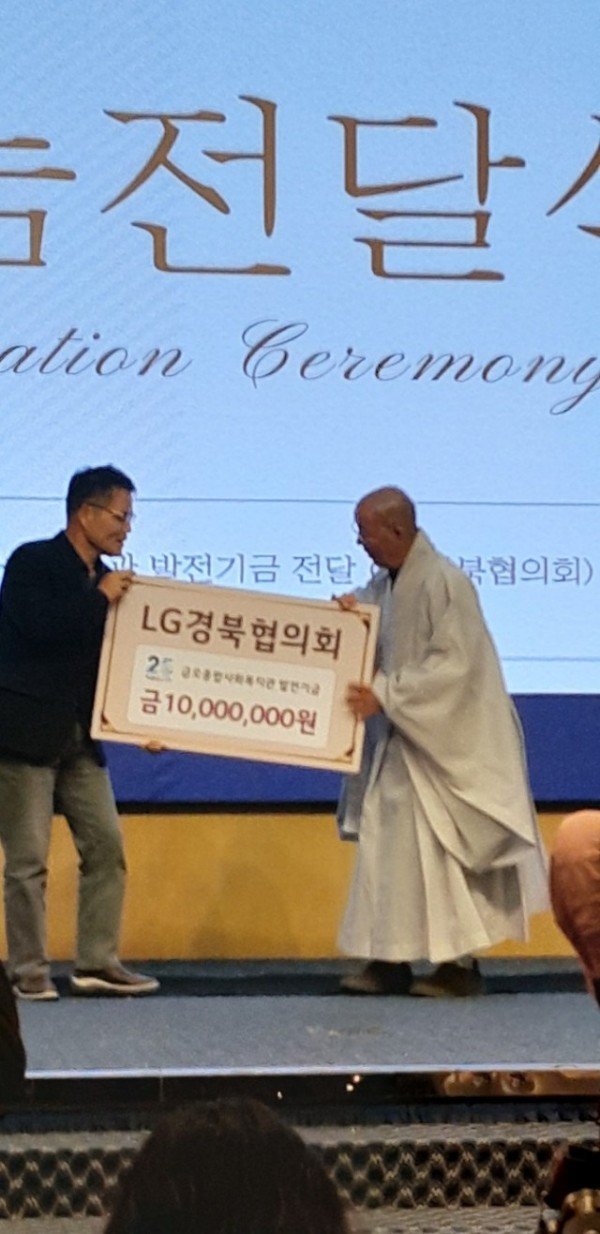 금전달식
ation Ceremony
관 발전기금 전달 ( 북협의회)
LG경북협의회
25 금오종합사회복지관 발전기금
금10,000,000원